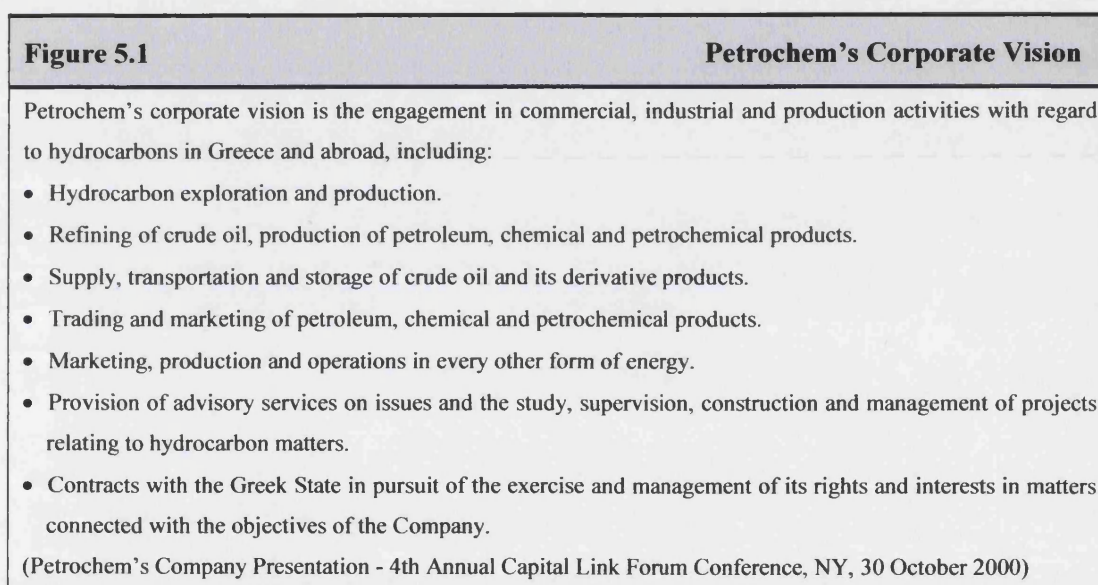 Figure 5.1 Petrochem's Corporate Vision
Petrochem's corporate vision is the engagement in commercial, industrial and production activities with regard
to hydrocarbons in Greece and abroad, including:
• Hydrocarbon exploration and production.
• Refining of crude oil, production of petroleum, chemical and petrochemical products.
• Supply, transportation and storage of crude oil and its derivative products.
• Trading and marketing of petroleum, chemical and petrochemical products.
• Marketing, production and operations in every other form of energy.
• Provision of advisory services on issues and the study, supervision, construction and management of projects
relating to hydrocarbon matters.
• Contracts with the Greek State in pursuit of the exercise and management of its rights and interests in matters
connected with the objectives of the Company.
(Petrochem's Company Presentation - 4th Annual Capital Link Forum Conference, NY, 30 October 2000)